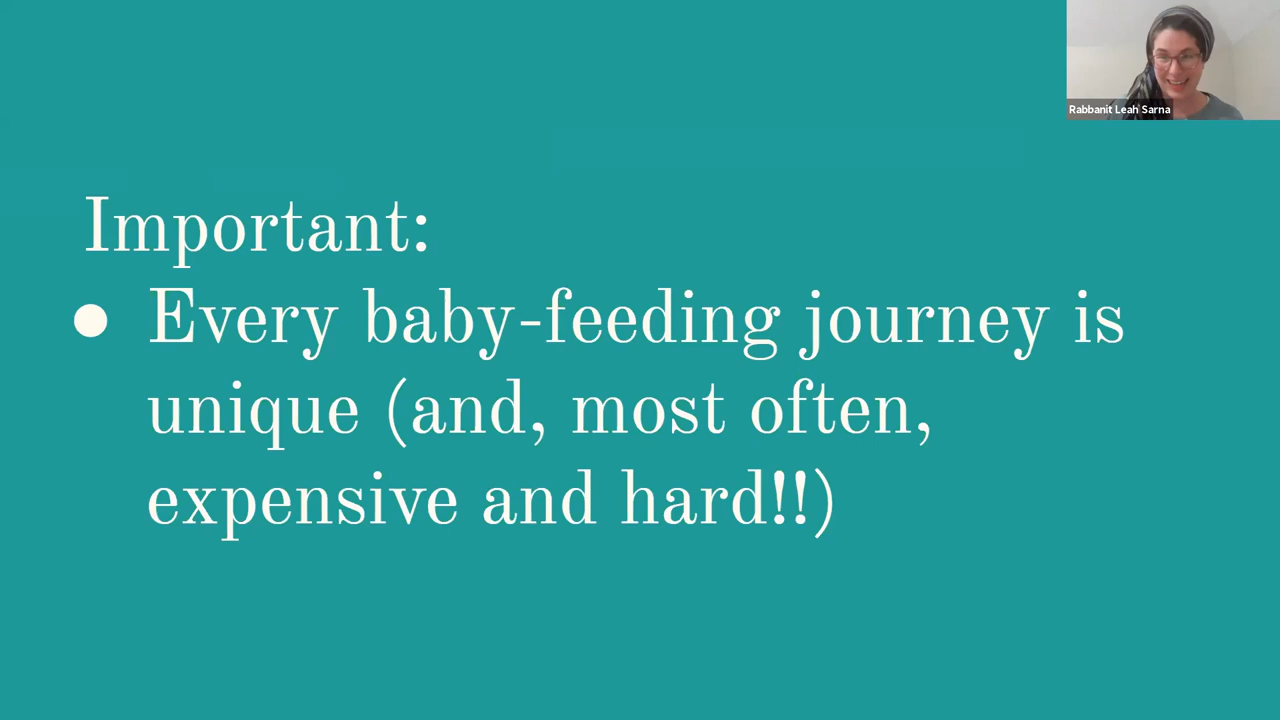 Rabbanit Leah Sarna
Important:
● Every baby-feeding journey is
unique (and, most often,
expensive and hard!!)